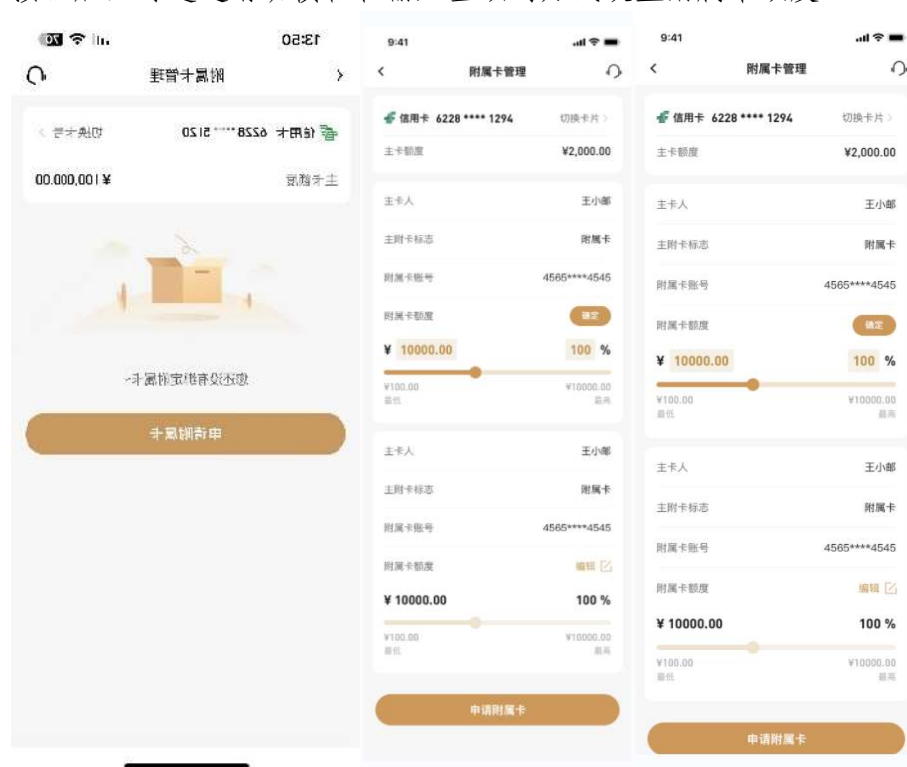 13:50
附属卡管理
信用卡 6228 **** 5120 切换卡号
主卡额度 ¥100,000.00
您还没有绑定附属卡~
申请附属卡
9:41
附属卡管理
信用卡 6228 **** 1294 切换卡片
主卡额度 ¥2,000.00
主卡人 王小邮
主附卡标志 附属卡
附属卡账号 4565****4545
附属卡额度 确定
¥ 10000.00 100 %
¥100.00 ¥10000.00
最低 最高
主卡人 王小邮
主附卡标志 附属卡
附属卡账号 4565****4545
附属卡额度 编辑
¥ 10000.00 100 %
¥100.00 ¥10000.00
最低 最高
申请附属卡
9:41
附属卡管理
信用卡 6228 **** 1294 切换卡片
主卡额度 ¥2,000.00
主卡人 王小邮
主附卡标志 附属卡
附属卡账号 4565****4545
附属卡额度 确定
¥ 10000.00 100 %
¥100.00 ¥10000.00
最低 最高
主卡人 王小邮
主附卡标志 附属卡
附属卡账号 4565****4545
附属卡额度 编辑
¥ 10000.00 100 %
¥100.00 ¥10000.00
最低 最高
申请附属卡